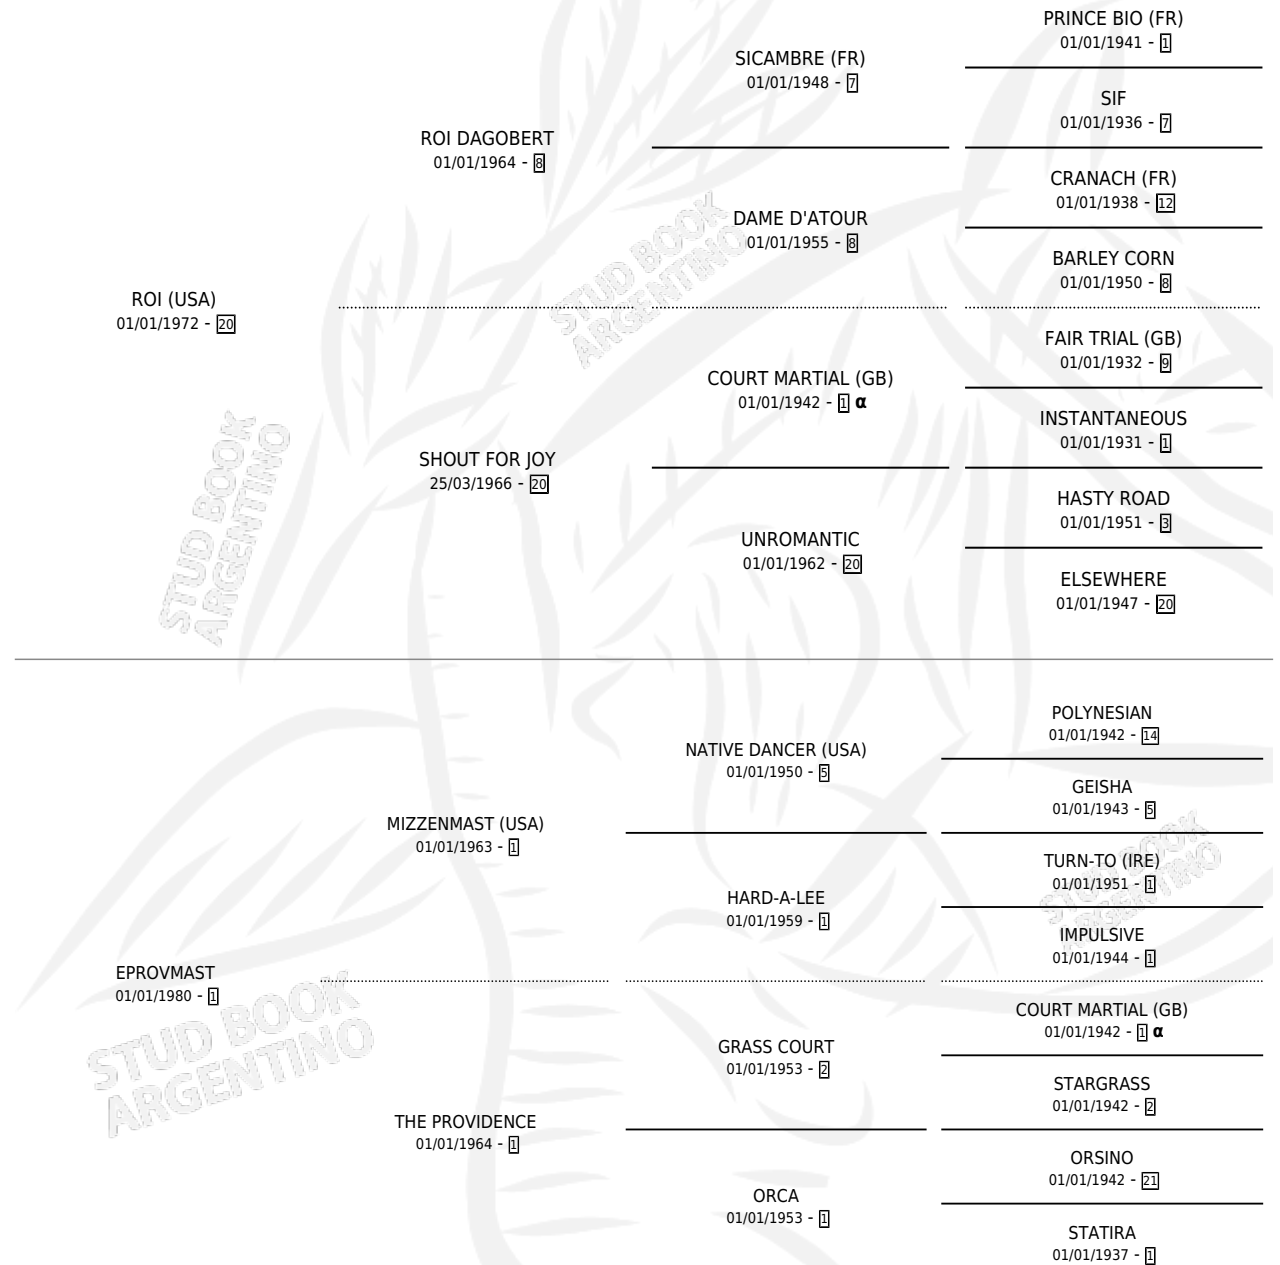 PRINCE BIO (FR)
01/01/1941 - 1
SICAMBRE (FR)
01/01/1948 - 7
SIF
01/01/1936 - 7
ROI DAGOBERT
01/01/1964 - 8
CRANACH (FR)
01/01/1938 - 12
DAME D'ATOUR
01/01/1955 - 8
BARLEY CORN
01/01/1950 - 8
ROI (USA)
01/01/1972 - 20
FAIR TRIAL (GB)
01/01/1932 - 9
COURT MARTIAL (GB)
01/01/1942 - 1 α
INSTANTANEOUS
01/01/1931 - 1
SHOUT FOR JOY
25/03/1966 - 20
HASTY ROAD
01/01/1951 - 3
UNROMANTIC
01/01/1962 - 20
ELSEWHERE
01/01/1947 - 20
POLYNESIAN
01/01/1942 - 14
NATIVE DANCER (USA)
01/01/1950 - 5
GEISHA
01/01/1943 - 5
MIZZENMAST (USA)
01/01/1963 - 1
TURN-TO (IRE)
01/01/1951 - 1
HARD-A-LEE
01/01/1959 - 1
IMPULSIVE
01/01/1944 - 1
EPROVMAST
01/01/1980 - 1
COURT MARTIAL (GB)
01/01/1942 - 1 α
GRASS COURT
01/01/1953 - 2
STARGRASS
01/01/1942 - 2
THE PROVIDENCE
01/01/1964 - 1
ORSINO
01/01/1942 - 21
ORCA
01/01/1953 - 1
STATIRA
01/01/1937 - 1
STUD BOOK
ARGENTINO
STUD BOOK
ARGENTINO
STUD BOOK
ARGENTINO
STUD BOOK
ARGENTINO